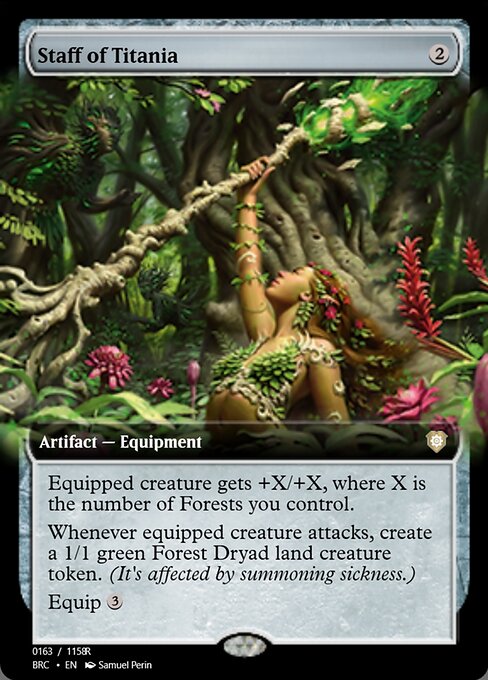 Staff of Titania 2
Artifact — Equipment
Equipped creature gets +X/+X, where X is
the number of Forests you control.
Whenever equipped creature attacks, create
a 1/1 green Forest Dryad land creature
token. (It's affected by summoning sickness.)
Equip 3
0163 / 1158R
BRC • EN Samuel Perin